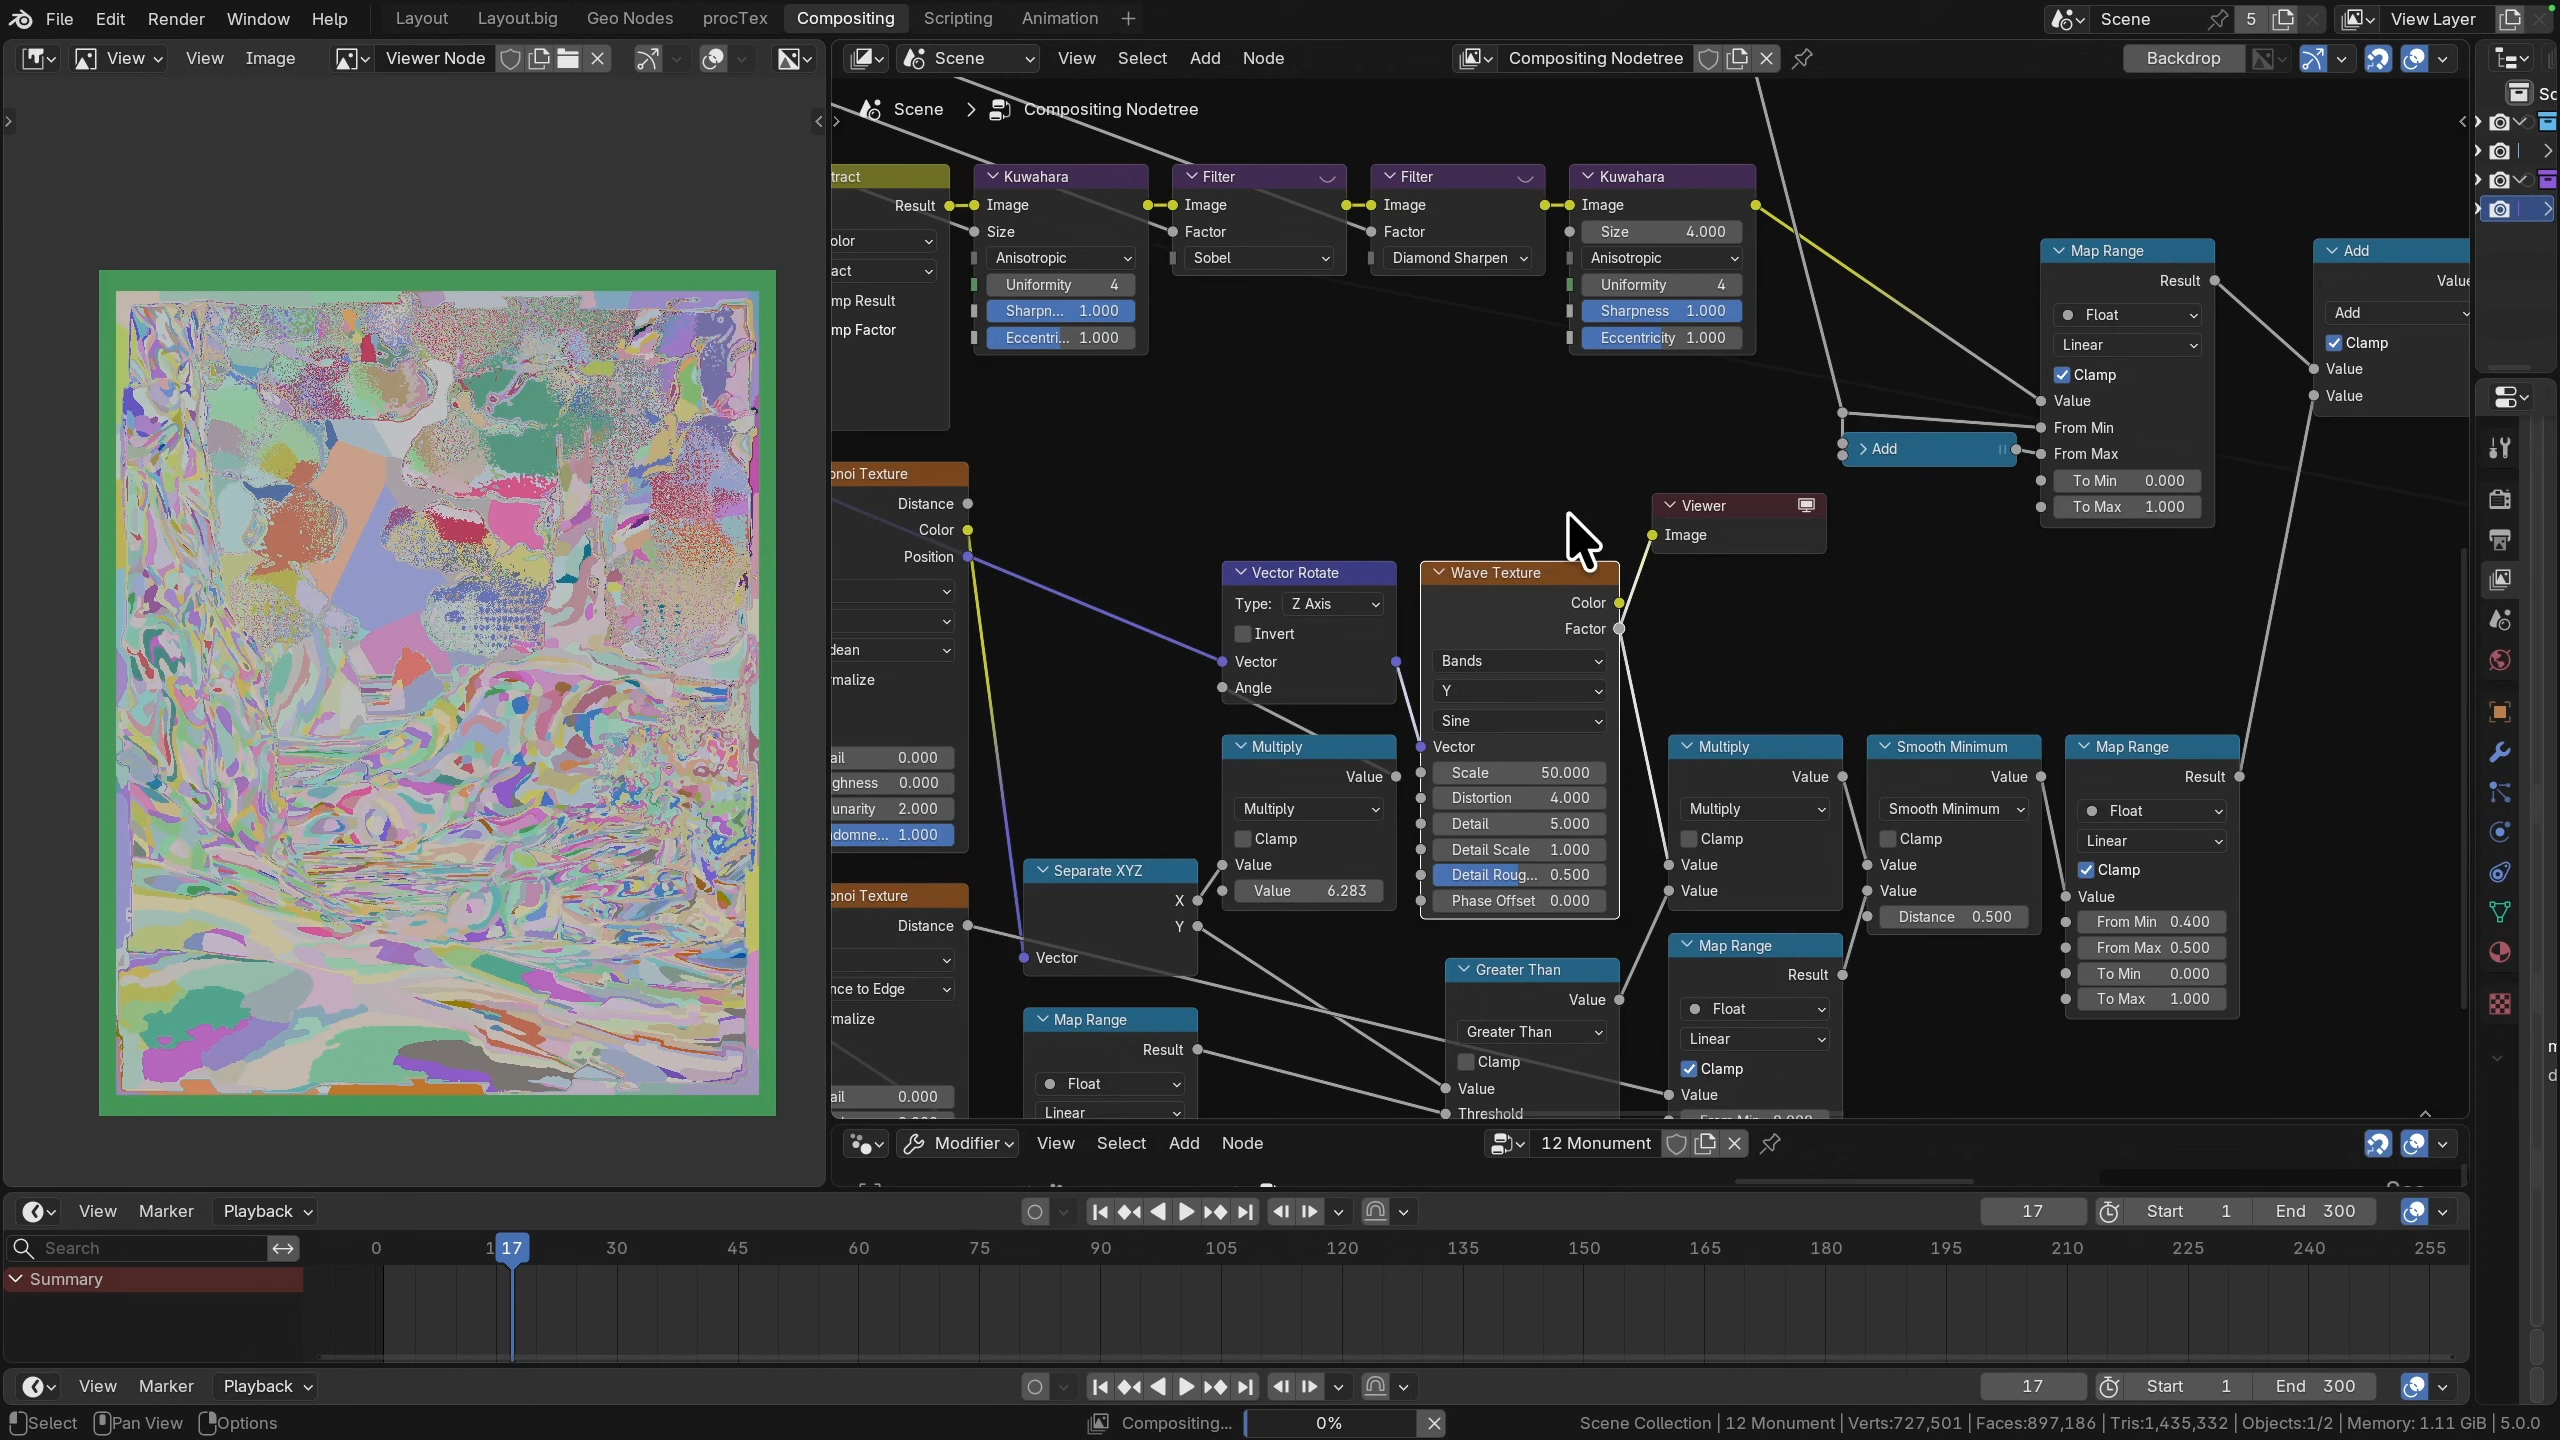 File Edit Render Window Help Layout Layout.big Geo Nodes procTex Compositing Scripting Animation + Scene 5 View Layer
View View Image Viewer Node Scene View Select Add Node Compositing Nodetree Backdrop
Scene > Compositing Nodetree
Sc
tract
Result
olor
act
mp Result
mp Factor
Kuwahara
Image
Size
Anisotropic
Uniformity 4
Sharpn... 1.000
Eccentri... 1.000
Filter
Image
Factor
Sobel
Filter
Image
Factor
Diamond Sharpen
Kuwahara
Image
Size 4.000
Anisotropic
Uniformity 4
Sharpness 1.000
Eccentricity 1.000
Map Range
Result
Float
Linear
Clamp
Value
From Min
From Max
To Min 0.000
To Max 1.000
Add
Value
Add
Clamp
Value
Value
Add
Viewer
Image
onoi Texture
Distance
Color
Position
dean
malize
ail 0.000
ghness 0.000
unarity 2.000
domne... 1.000
Vector Rotate
Type: Z Axis
Invert
Vector
Angle
Wave Texture
Color
Factor
Bands
Y
Sine
Vector
Scale 50.000
Distortion 4.000
Detail 5.000
Detail Scale 1.000
Detail Roug... 0.500
Phase Offset 0.000
Multiply
Value
Multiply
Clamp
Value
Value 6.283
Multiply
Value
Multiply
Clamp
Value
Value
Smooth Minimum
Value
Smooth Minimum
Clamp
Value
Value
Distance 0.500
Map Range
Result
Float
Linear
Clamp
Value
From Min 0.400
From Max 0.500
To Min 0.000
To Max 1.000
Separate XYZ
X
Y
Vector
onoi Texture
Distance
nce to Edge
malize
ail 0.000
Map Range
Result
Float
Linear
Greater Than
Value
Greater Than
Clamp
Value
Threshold
Map Range
Result
Float
Linear
Clamp
Value
Modifier View Select Add Node 12 Monument
View Marker Playback 17 Start 1 End 300
Search 0 17 30 45 60 75 90 105 120 135 150 165 180 195 210 225 240 255
Summary
View Marker Playback 17 Start 1 End 300
Select Pan View Options Compositing... 0% Scene Collection | 12 Monument | Verts:727,501 | Faces:897,186 | Tris:1,435,332 | Objects:1/2 | Memory: 1.11 GiB | 5.0.0